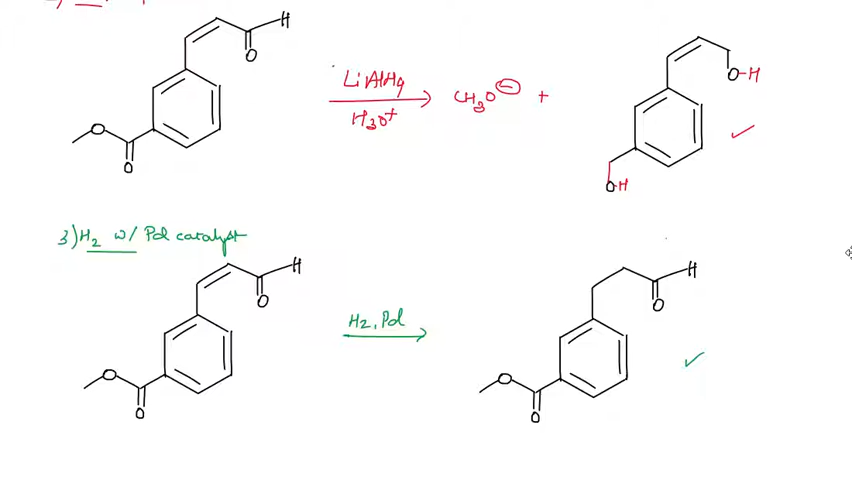 H
O
O
O
LiAlH4
H3O+
CH3O⊖ +
O-H
OH
3) H2 w/ Pd catalyst
H
O
O
O
H2, Pd
H
O
O
O